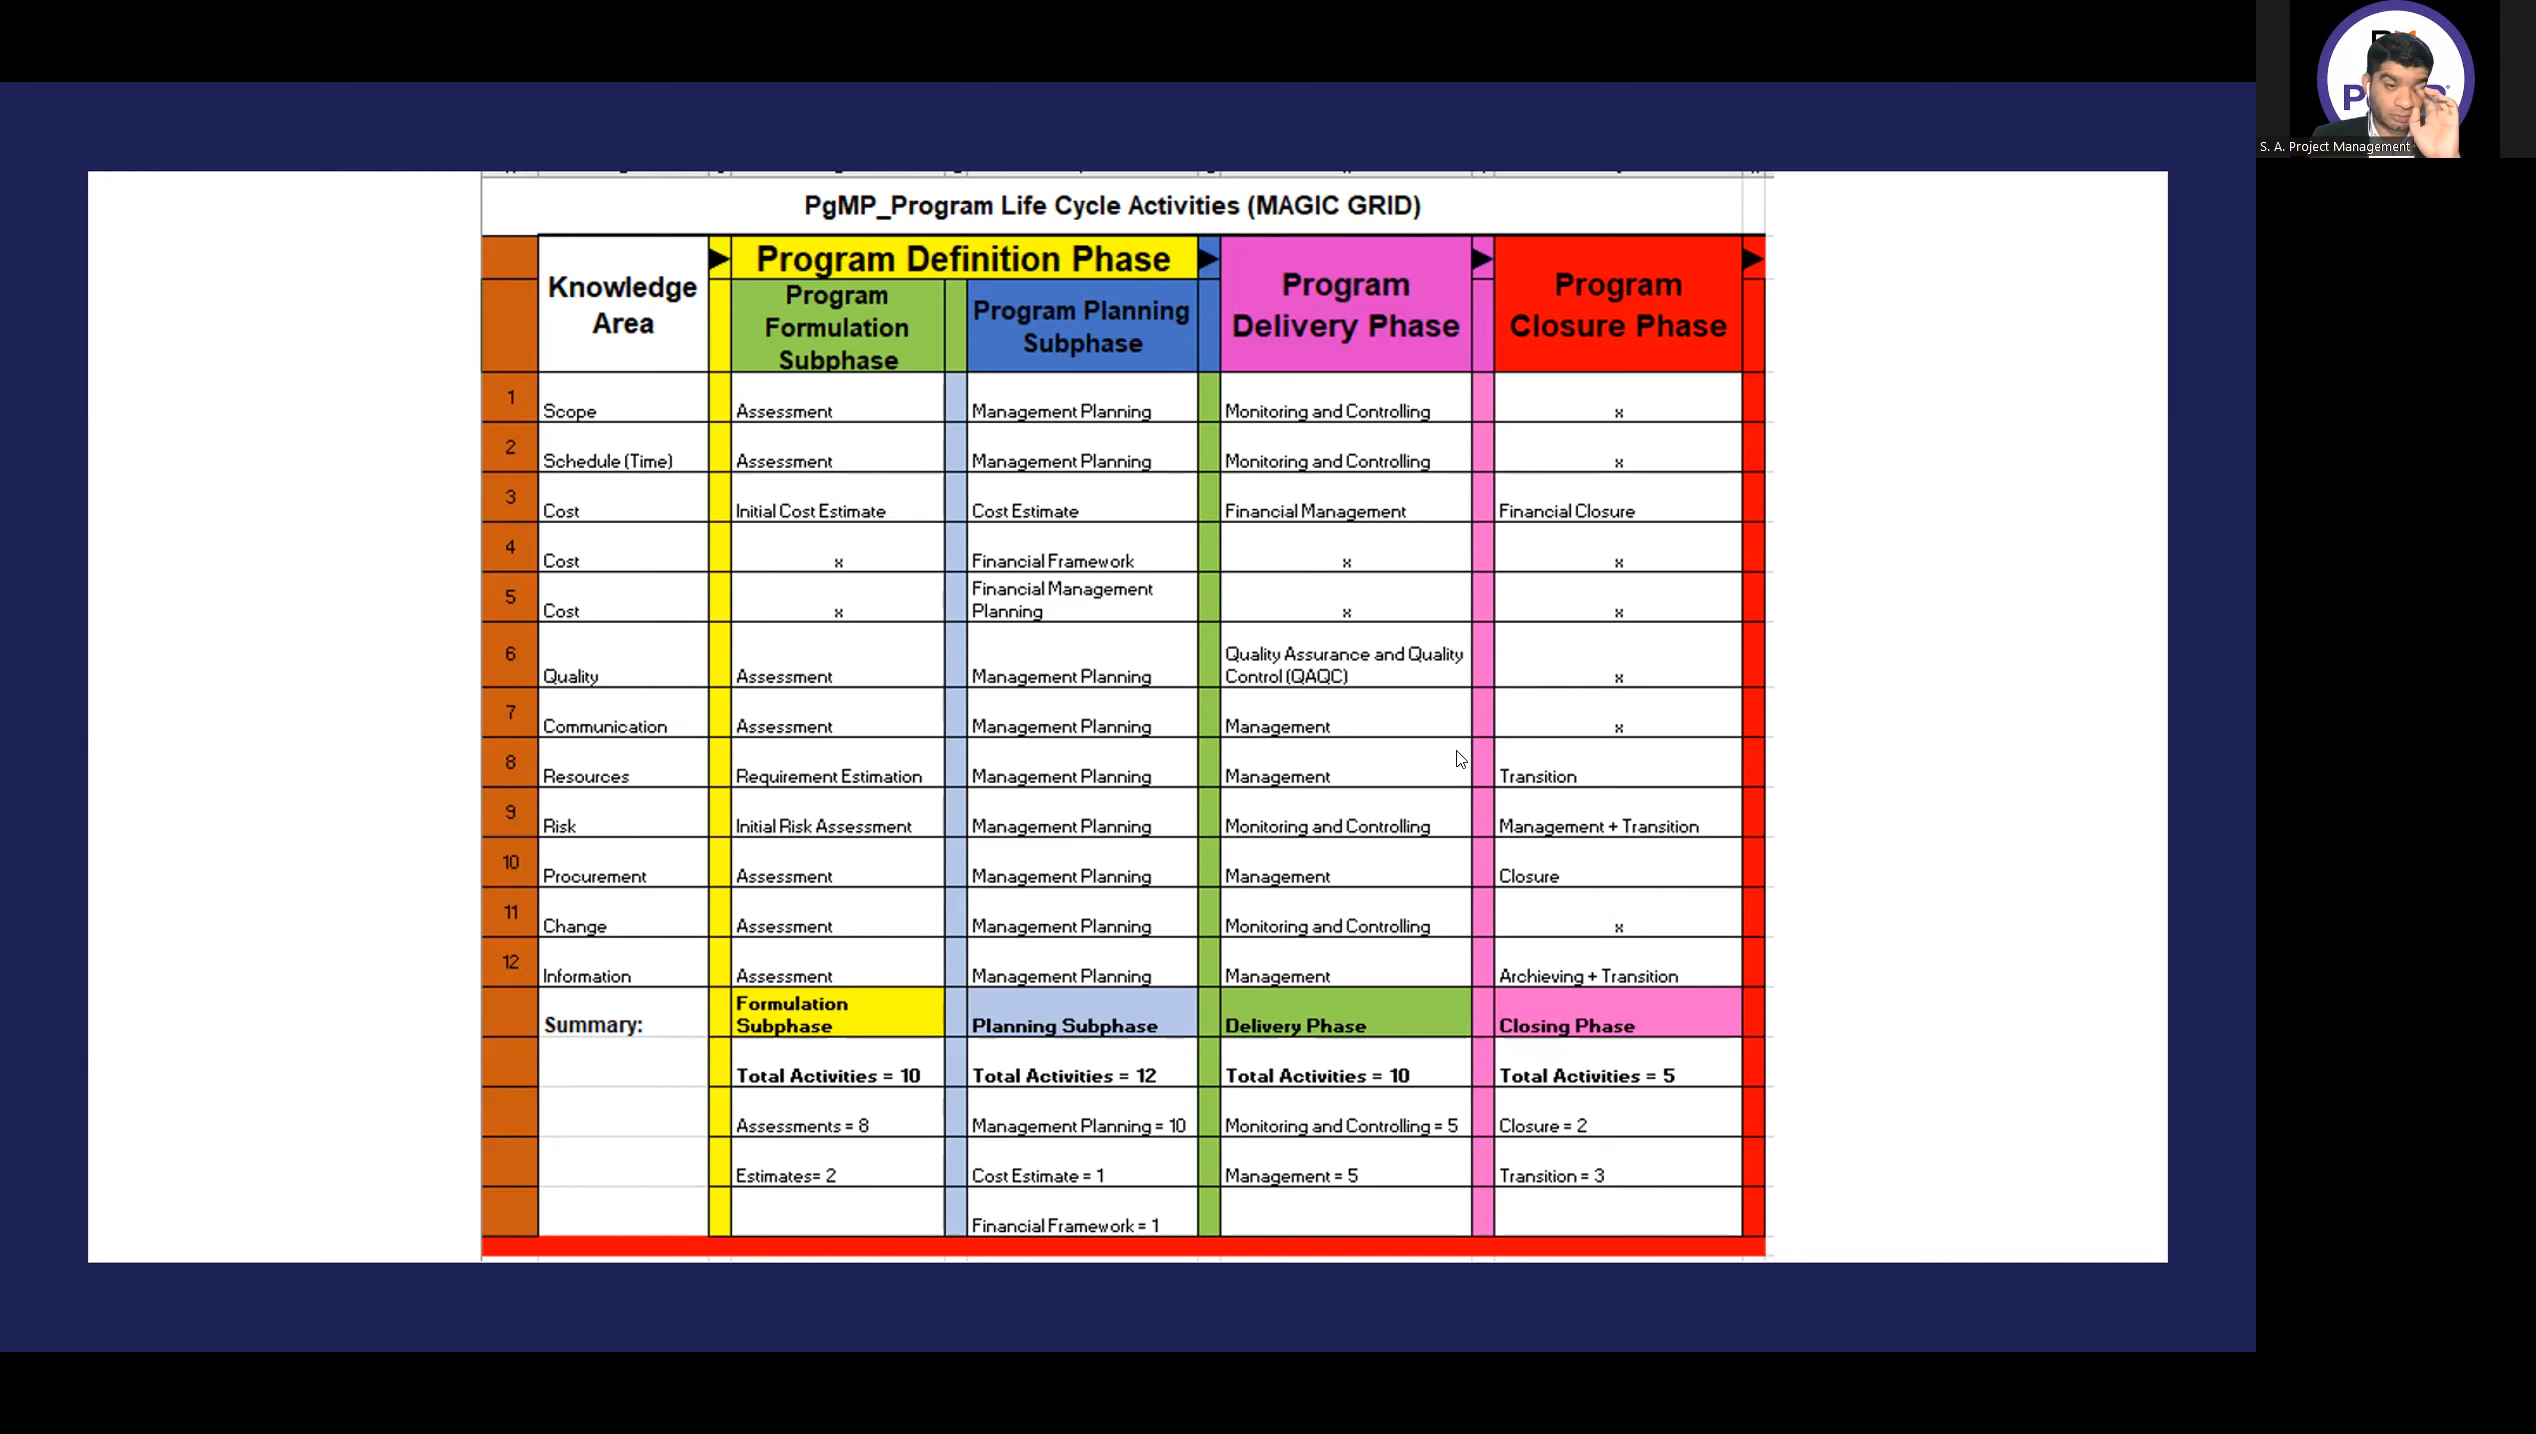 S. A. Project Management
PgMP_Program Life Cycle Activities (MAGIC GRID)
Knowledge Area
Program Definition Phase
Program Formulation Subphase
Program Planning Subphase
Program Delivery Phase
Program Closure Phase
1 Scope Assessment Management Planning Monitoring and Controlling x
2 Schedule (Time) Assessment Management Planning Monitoring and Controlling x
3 Cost Initial Cost Estimate Cost Estimate Financial Management Financial Closure
4 Cost x Financial Framework x x
5 Cost x Financial Management Planning x x
6 Quality Assessment Management Planning Quality Assurance and Quality Control (QAQC) x
7 Communication Assessment Management Planning Management x
8 Resources Requirement Estimation Management Planning Management Transition
9 Risk Initial Risk Assessment Management Planning Monitoring and Controlling Management + Transition
10 Procurement Assessment Management Planning Management Closure
11 Change Assessment Management Planning Monitoring and Controlling x
12 Information Assessment Management Planning Management Archieving + Transition
Summary: Formulation Subphase Planning Subphase Delivery Phase Closing Phase
Total Activities = 10 Total Activities = 12 Total Activities = 10 Total Activities = 5
Assessments = 8 Management Planning = 10 Monitoring and Controlling = 5 Closure = 2
Estimates= 2 Cost Estimate = 1 Management = 5 Transition = 3
Financial Framework = 1